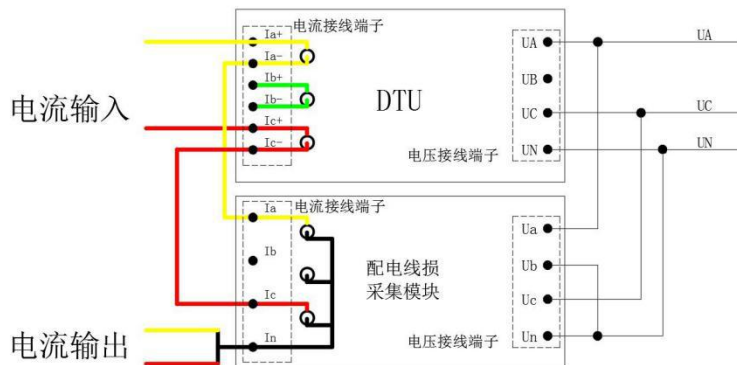 电流接线端子
Ia+
Ia-
Ib+
Ib-
Ic+
Ic-
电流输入
DTU
UA
UB
UC
UN
电压接线端子
UA
UC
UN
电流接线端子
Ia
Ib
Ic
In
配电线损
采集模块
Ua
Ub
Uc
Un
电压接线端子
电流输出